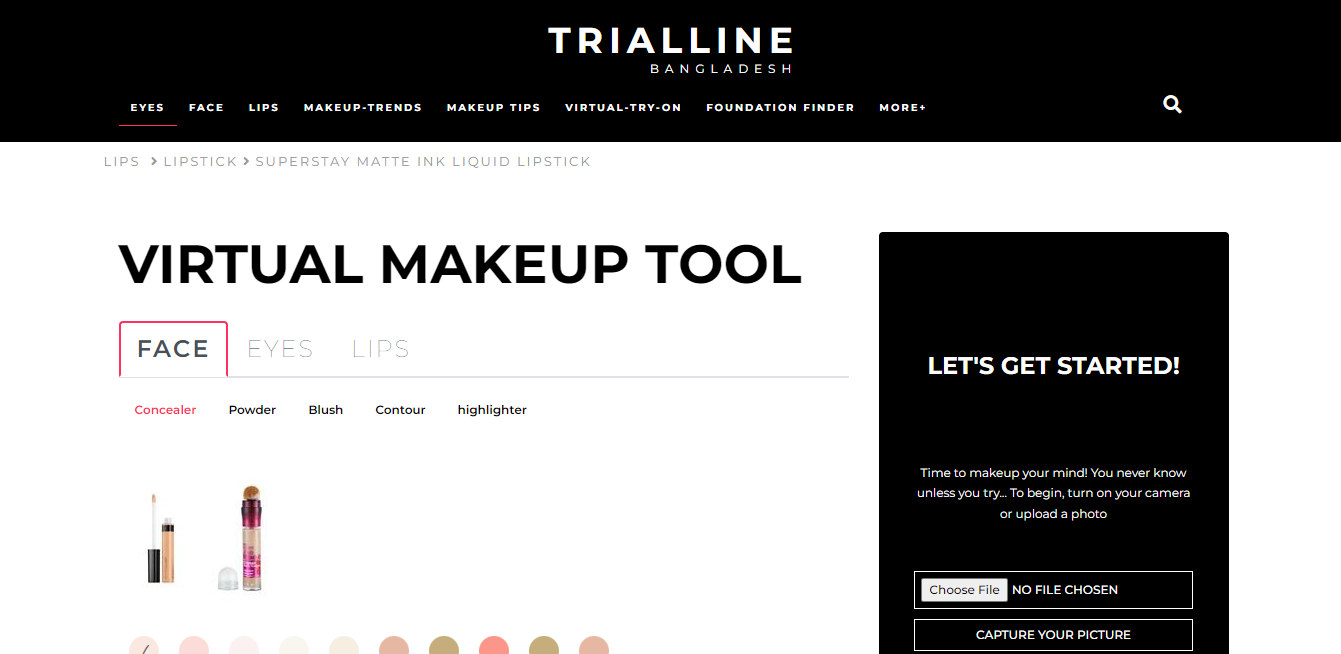 TRIALLINE
BANGLADESH
EYES FACE LIPS MAKEUP-TRENDS MAKEUP TIPS VIRTUAL-TRY-ON FOUNDATION FINDER MORE+
LIPS > LIPSTICK > SUPERSTAY MATTE INK LIQUID LIPSTICK
VIRTUAL MAKEUP TOOL
FACE EYES LIPS
Concealer Powder Blush Contour highlighter
LET'S GET STARTED!
Time to makeup your mind! You never know
unless you try... To begin, turn on your camera
or upload a photo
Choose File NO FILE CHOSEN
CAPTURE YOUR PICTURE